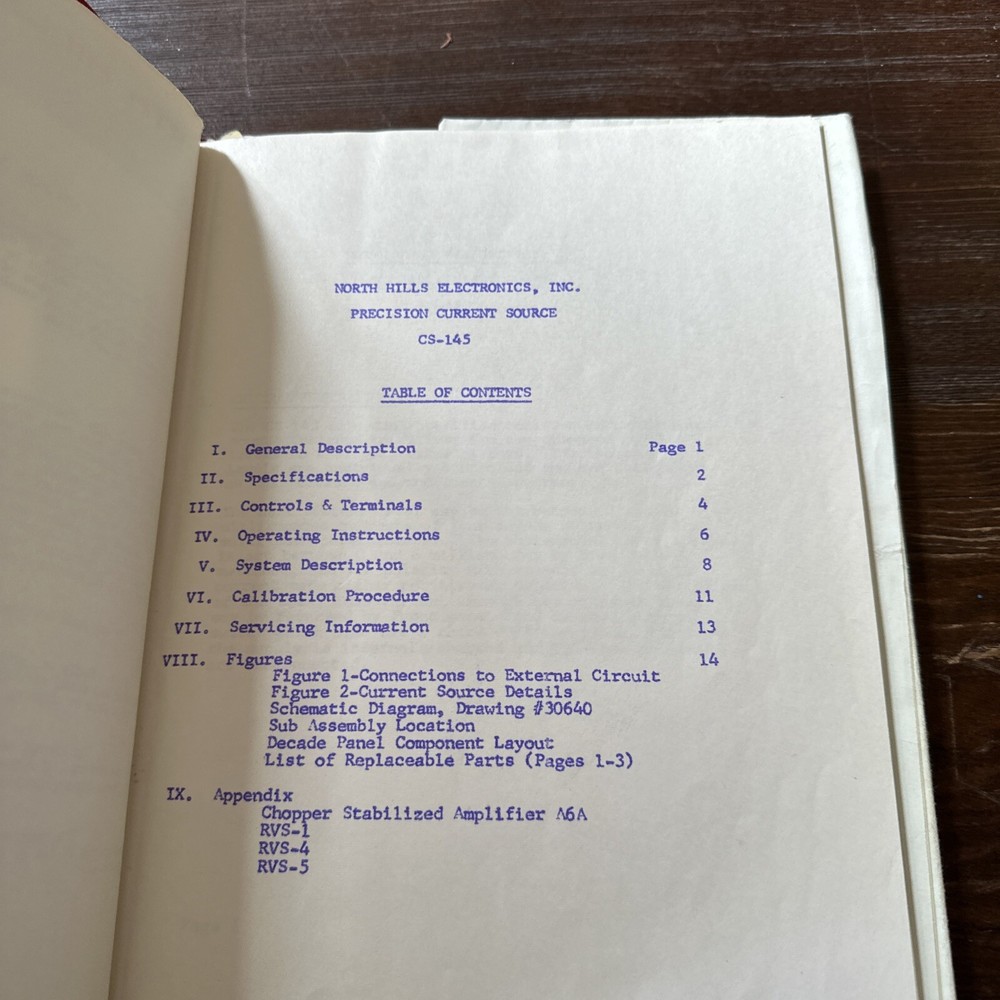 NORTH HILLS ELECTRONICS, INC.
PRECISION CURRENT SOURCE
CS-145
TABLE OF CONTENTS
I. General Description Page 1
II. Specifications 2
III. Controls & Terminals 4
IV. Operating Instructions 6
V. System Description 8
VI. Calibration Procedure 11
VII. Servicing Information 13
VIII. Figures 14
Figure 1-Connections to External Circuit
Figure 2-Current Source Details
Schematic Diagram, Drawing #30640
Sub Assembly Location
Decade Panel Component Layout
List of Replaceable Parts (Pages 1-3)
IX. Appendix
Chopper Stabilized Amplifier A6A
RVS-1
RVS-4
RVS-5